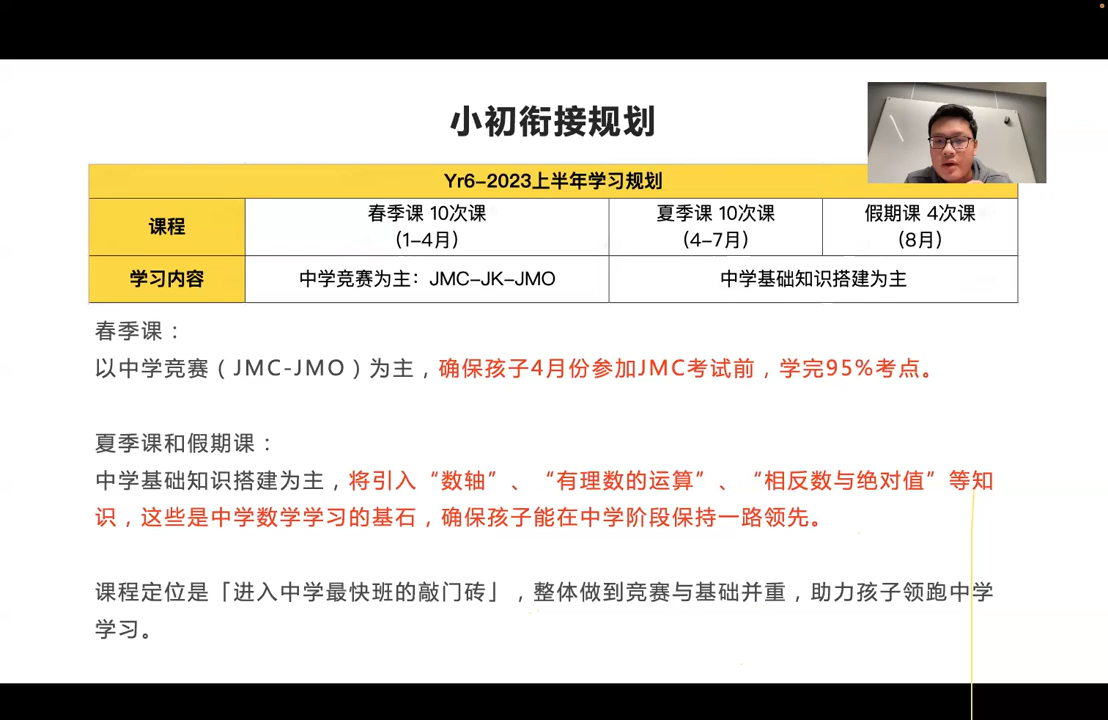 小初衔接规划
Yr6-2023上半年学习规划
课程
春季课 10次课
(1-4月)
夏季课 10次课
(4-7月)
假期课 4次课
(8月)
学习内容
中学竞赛为主：JMC-JK-JMO
中学基础知识搭建为主
春季课：
以中学竞赛（JMC-JMO）为主，确保孩子4月份参加JMC考试前，学完95%考点。
夏季课和假期课：
中学基础知识搭建为主，将引入“数轴”、“有理数的运算”、“相反数与绝对值”等知
识，这些是中学数学学习的基石，确保孩子能在中学阶段保持一路领先。
课程定位是「进入中学最快班的敲门砖」，整体做到竞赛与基础并重，助力孩子领跑中学
学习。